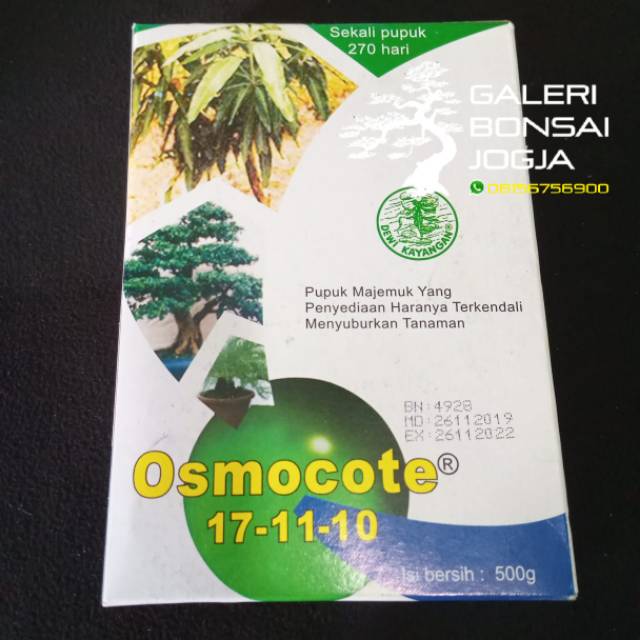 Sekali pupuk
270 hari
GALERI
BONSAI
JOGJA
08156756900
DEWI KAYANGAN®
Pupuk Majemuk Yang
Penyediaan Haranya Terkendali
Menyuburkan Tanaman
BN:4928
MD:26112019
EX:26112022
Osmocote®
17-11-10
Isi bersih : 500g